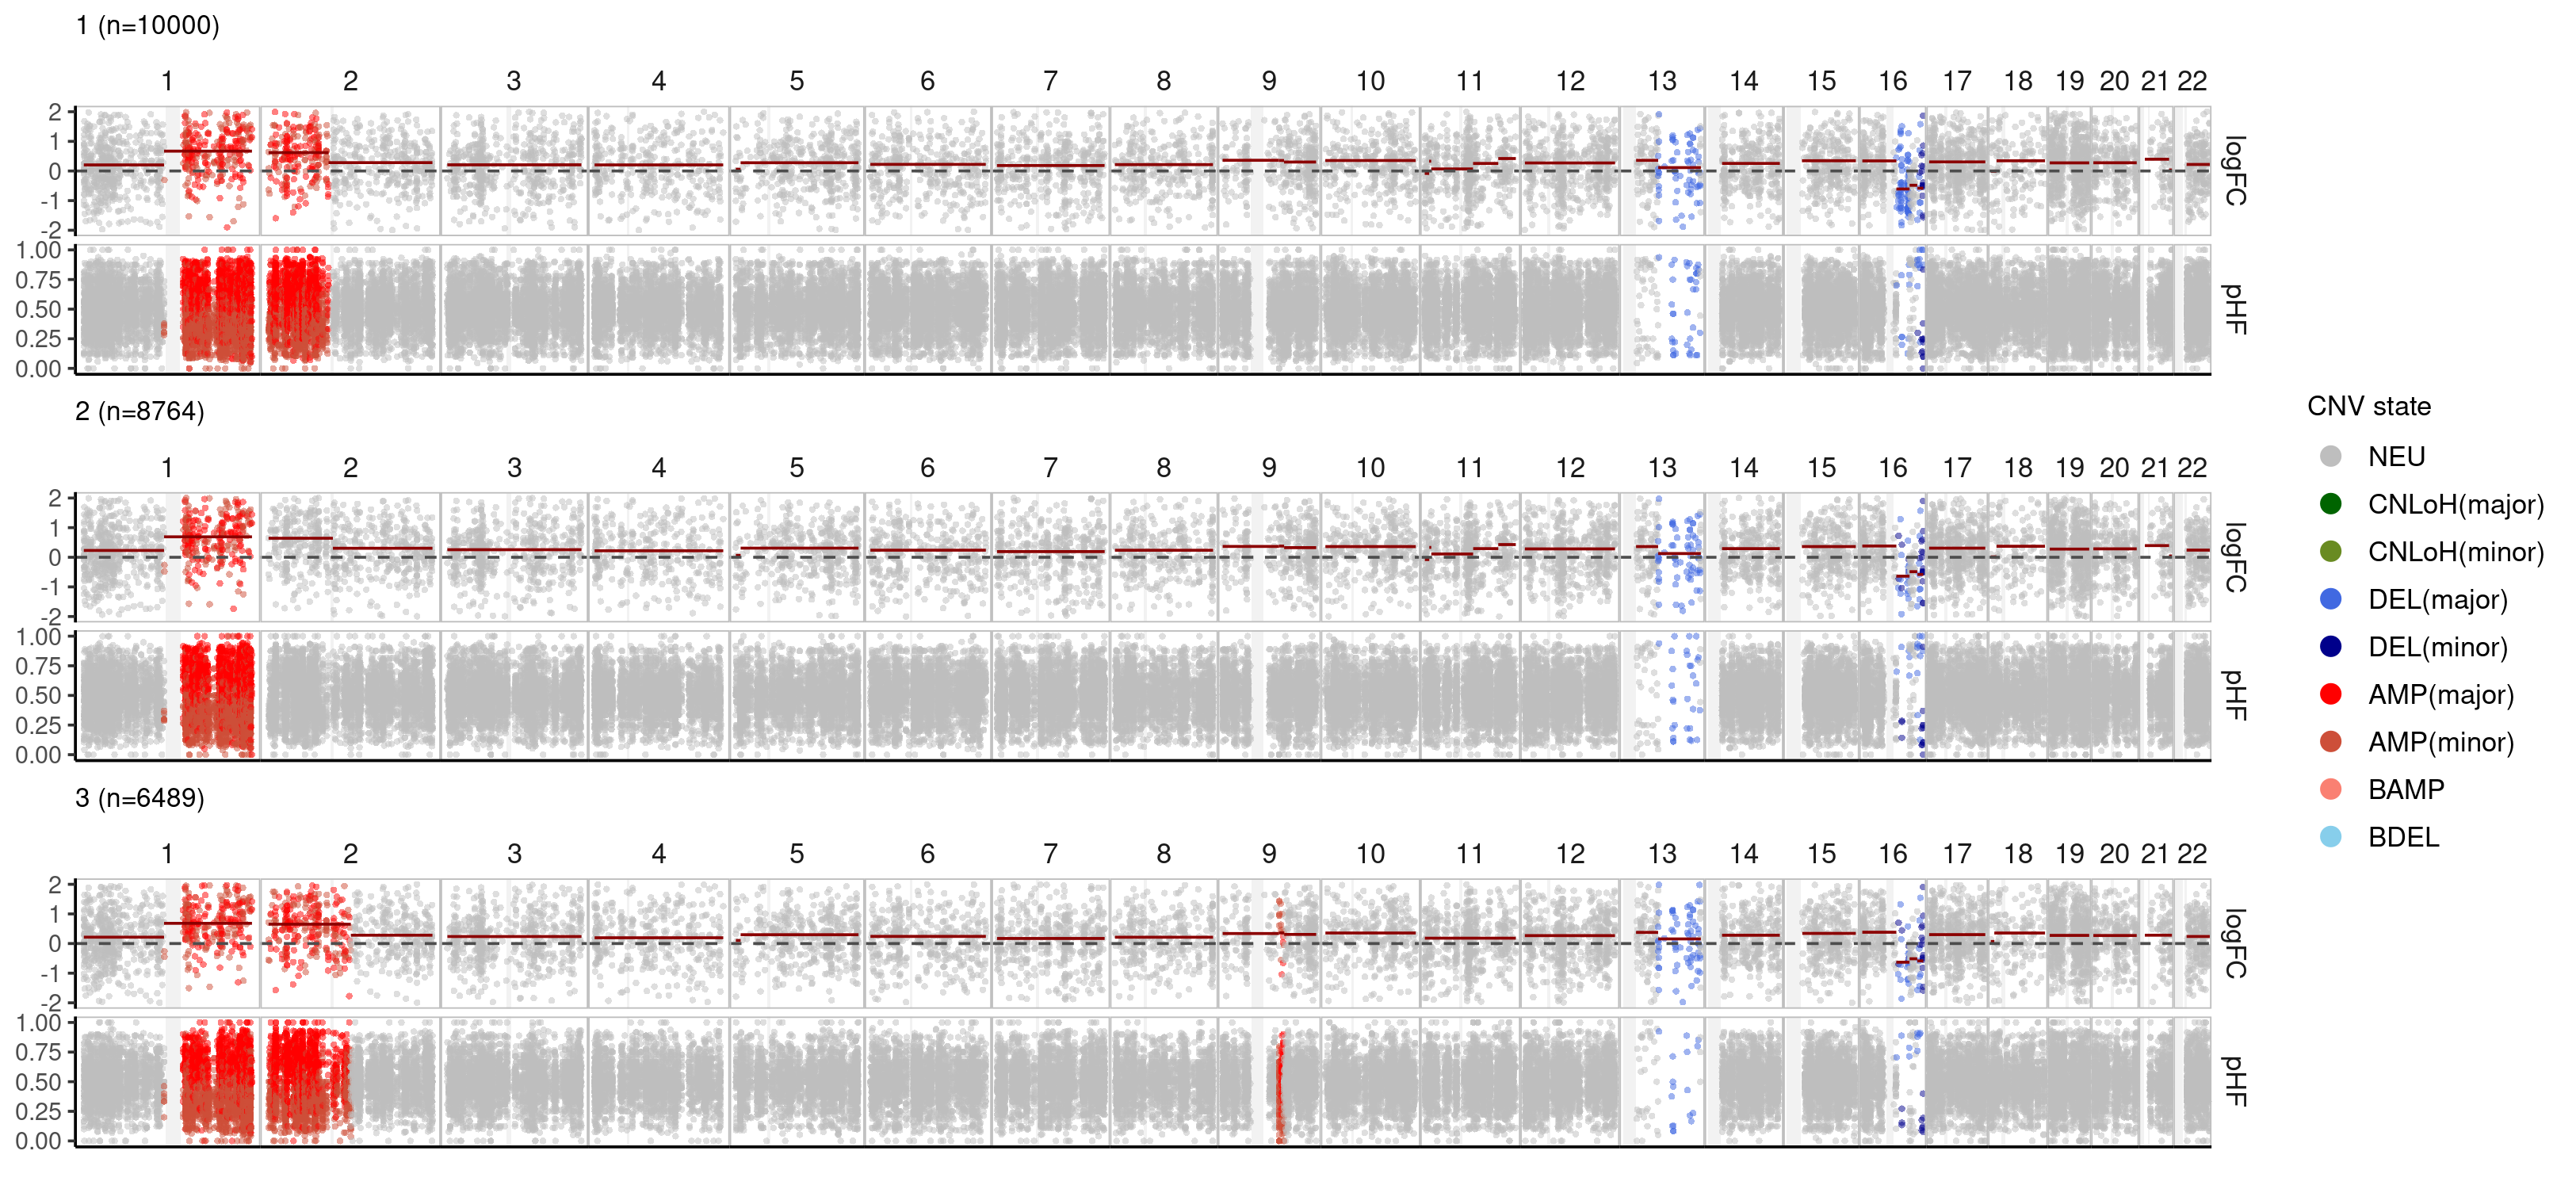 1 (n=10000)
1 2 3 4 5 6 7 8 9 10 11 12 13 14 15 16 17 18 19 20 21 22
2
1
0
-1
-2
logFC
1.00
0.75
0.50
0.25
0.00
pHF
2 (n=8764)
1 2 3 4 5 6 7 8 9 10 11 12 13 14 15 16 17 18 19 20 21 22
2
1
0
-1
-2
logFC
1.00
0.75
0.50
0.25
0.00
pHF
3 (n=6489)
1 2 3 4 5 6 7 8 9 10 11 12 13 14 15 16 17 18 19 20 21 22
2
1
0
-1
-2
logFC
1.00
0.75
0.50
0.25
0.00
pHF
CNV state
NEU
CNLoH(major)
CNLoH(minor)
DEL(major)
DEL(minor)
AMP(major)
AMP(minor)
BAMP
BDEL